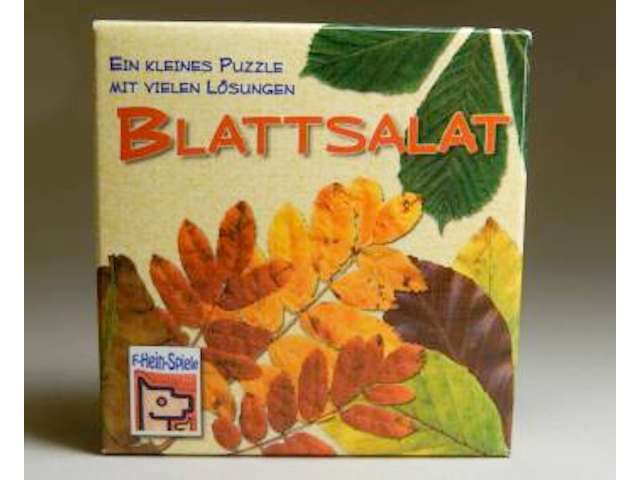 Ein kleines Puzzle
mit vielen Lösungen
Blattsalat
F-Hein-Spiele